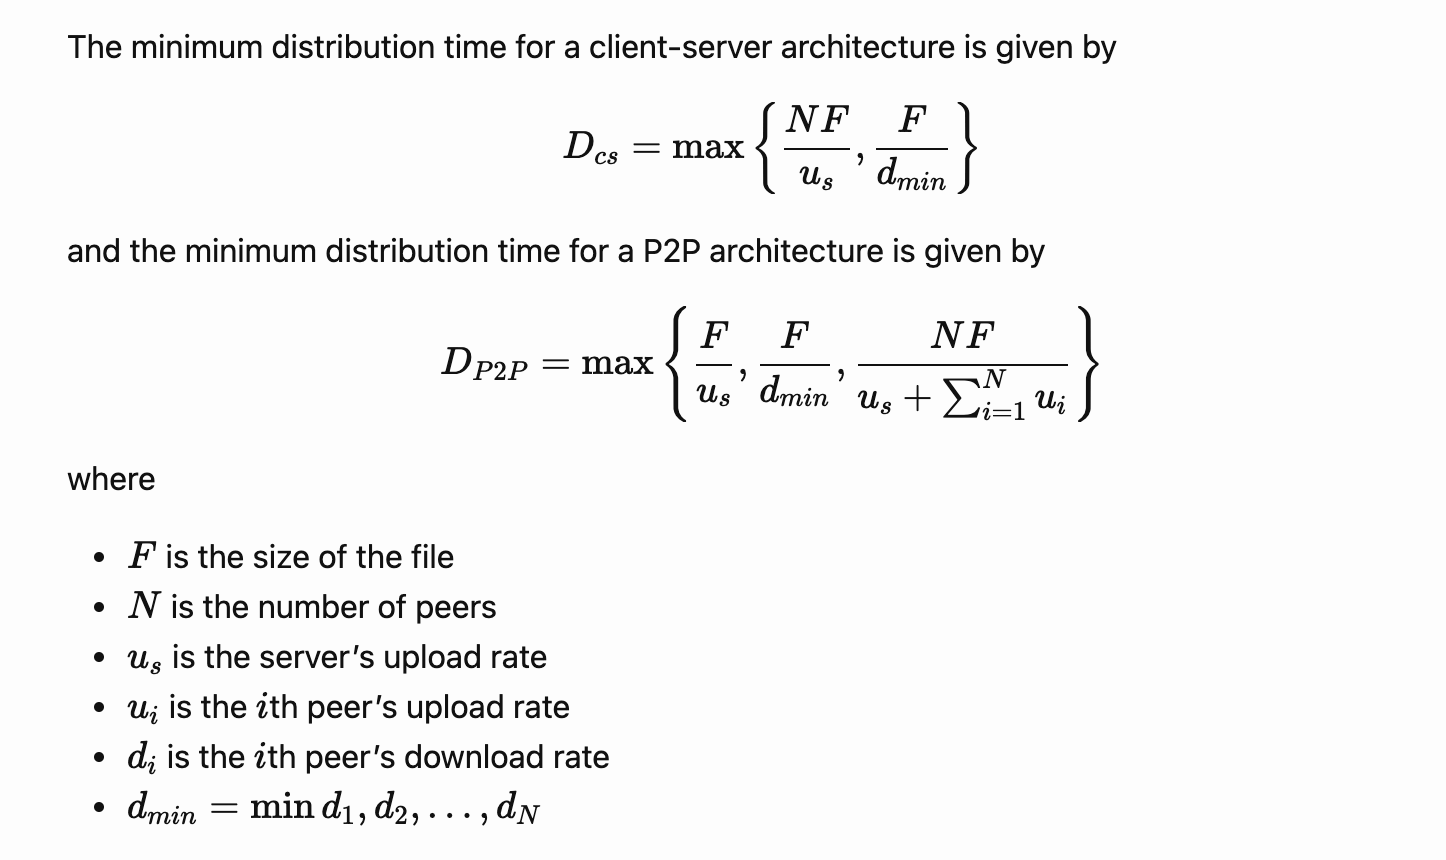 The minimum distribution time for a client-server architecture is given by
$$D_{cs} = \max \left\{ \frac{NF}{u_s}, \frac{F}{d_{min}} \right\}$$
and the minimum distribution time for a P2P architecture is given by
$$D_{P2P} = \max \left\{ \frac{F}{u_s}, \frac{F}{d_{min}}, \frac{NF}{u_s + \sum_{i=1}^{N} u_i} \right\}$$
where
• $F$ is the size of the file
• $N$ is the number of peers
• $u_s$ is the server's upload rate
• $u_i$ is the $i$th peer's upload rate
• $d_i$ is the $i$th peer's download rate
• $d_{min} = \min d_1, d_2, \ldots, d_N$